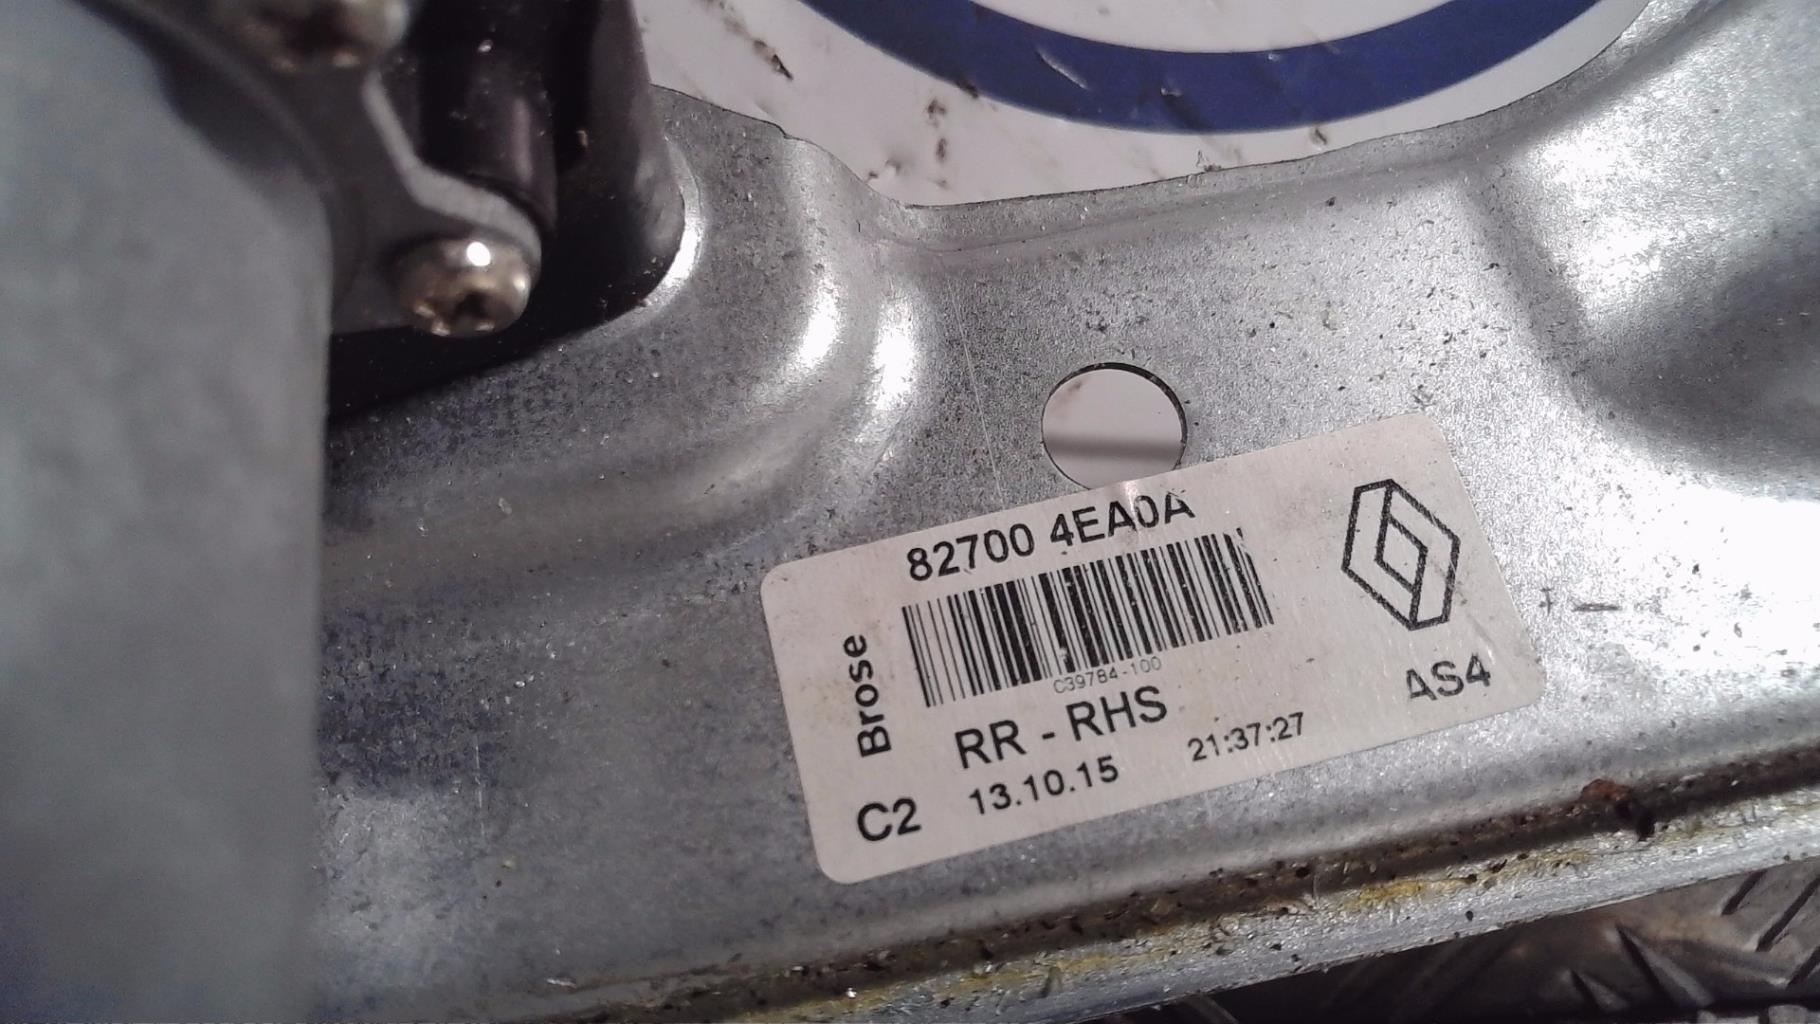 82700 4EA0A
Brose
C39784-100
RR - RHS
C2
13.10.15 21:37:27
AS4